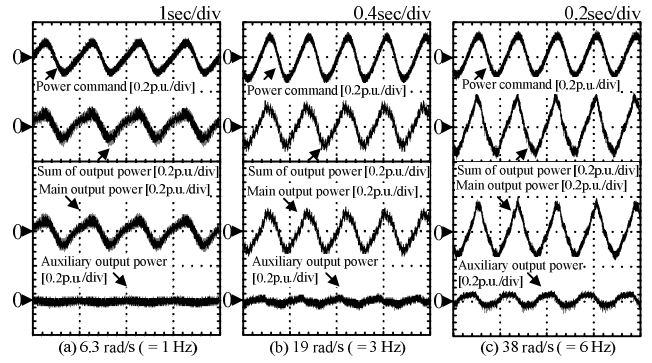 1sec/div
0
Power command [0.2p.u./div]
0
Sum of output power [0.2p.u./div]
Main output power [0.2p.u./div]
0
Auxiliary output power
[0.2p.u./div]
0
(a) 6.3 rad/s ( = 1 Hz)
0.4sec/div
0
Power command [0.2p.u./div]
0
Sum of output power [0.2p.u./div]
Main output power [0.2p.u./div]
0
Auxiliary output power
[0.2p.u./div]
0
(b) 19 rad/s ( = 3 Hz)
0.2sec/div
0
Power command [0.2p.u./div]
0
Sum of output power [0.2p.u./div]
Main output power [0.2p.u./div]
0
Auxiliary output power
[0.2p.u./div]
0
(c) 38 rad/s ( = 6 Hz)